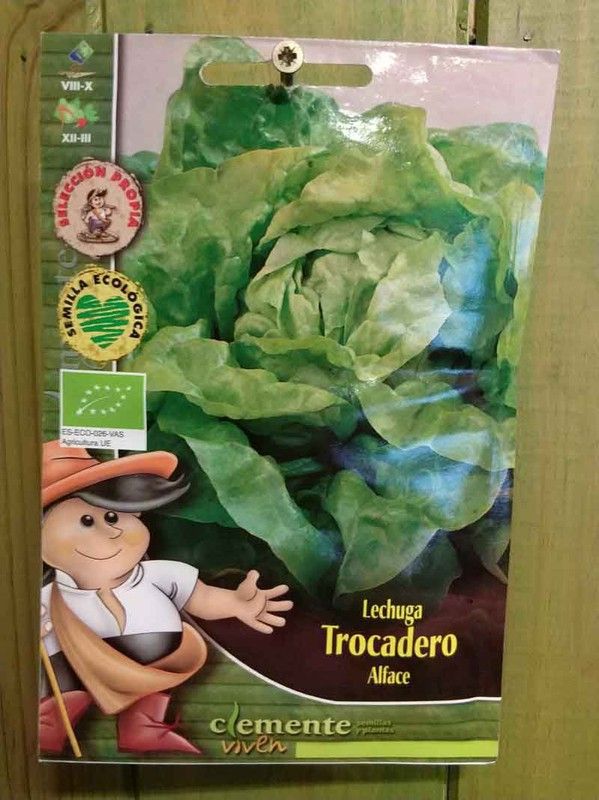 VIII-X
XII-III
SELECCIÓN PROPIA
SEMILLA ECOLÓGICA
ES-ECO-026-VAS
Agricultura UE
Lechuga
Trocadero
Alface
clemente semillas y plantas
viven